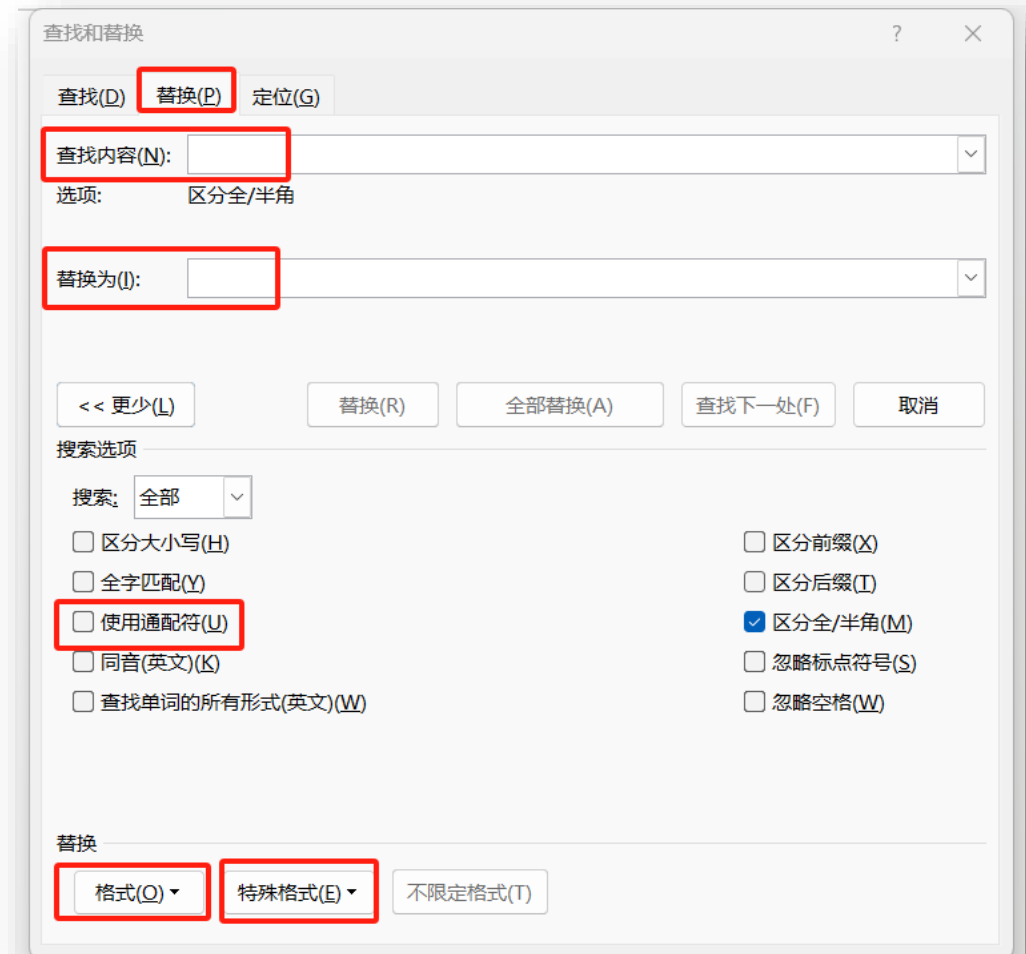 查找和替换 ?
查找(D) 替换(P) 定位(G)
查找内容(N):
选项: 区分全/半角
替换为(I):
<< 更少(L) 替换(R) 全部替换(A) 查找下一处(F) 取消
搜索选项
搜索: 全部
区分大小写(H) 区分前缀(X)
全字匹配(Y) 区分后缀(T)
使用通配符(U) 区分全/半角(M)
同音(英文)(K) 忽略标点符号(S)
查找单词的所有形式(英文)(W) 忽略空格(W)
替换
格式(O) 特殊格式(E) 不限定格式(T)